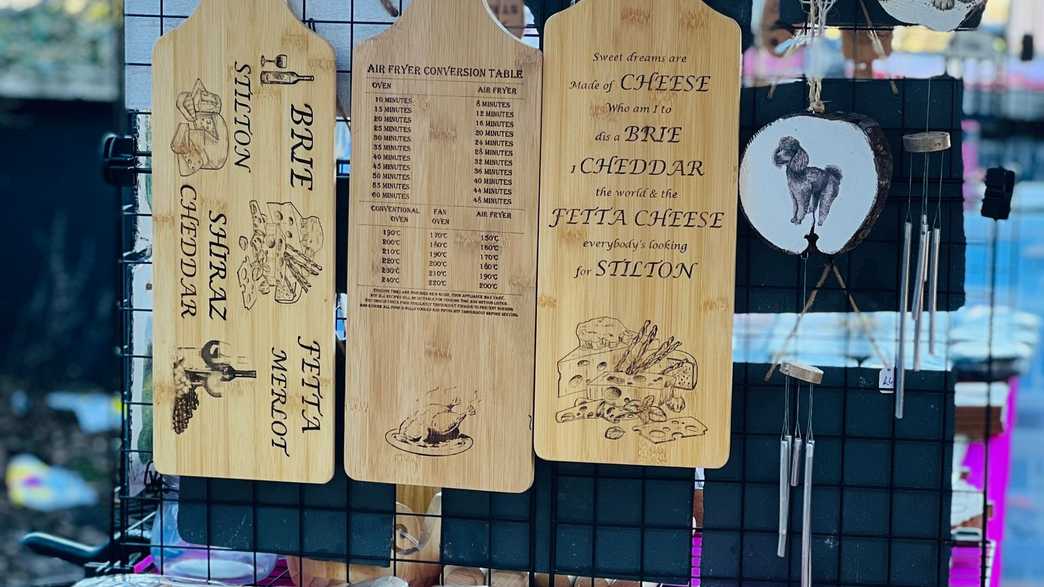 BRIE
STILTON
SHIRAZ
CHEDDAR
FETTA
MERLOT
AIR FRYER CONVERSION TABLE
OVEN AIR FRYER
10 MINUTES 8 MINUTES
15 MINUTES 12 MINUTES
20 MINUTES 16 MINUTES
25 MINUTES 20 MINUTES
30 MINUTES 24 MINUTES
35 MINUTES 28 MINUTES
40 MINUTES 32 MINUTES
45 MINUTES 36 MINUTES
50 MINUTES 40 MINUTES
55 MINUTES 44 MINUTES
60 MINUTES 48 MINUTES
CONVENTIONAL OVEN FAN OVEN AIR FRYER
190°C 170°C 150°C
200°C 180°C 160°C
210°C 190°C 170°C
220°C 200°C 180°C
230°C 210°C 190°C
240°C 220°C 200°C
Sweet dreams are
Made of CHEESE
Who am I to
dis a BRIE
I CHEDDAR
the world & the
FETTA CHEESE
everybody's looking
for STILTON